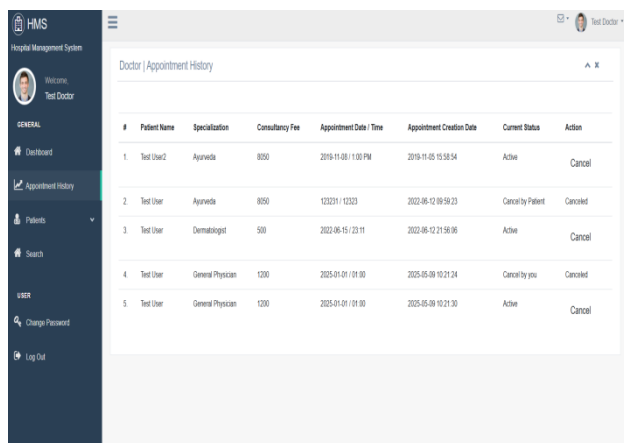 HMS
Hospital Management System
Welcome,
Test Doctor
GENERAL
Dashboard
Appointment History
Patients
Search
USER
Change Password
Log Out
Test Doctor
Doctor | Appointment History
# Patient Name Specialization Consultancy Fee Appointment Date / Time Appointment Creation Date Current Status Action
1. Test User2 Ayurveda 8050 2019-11-08 / 1:00 PM 2019-11-05 15:58:54 Active Cancel
2. Test User Ayurveda 8050 123231 / 12323 2022-06-12 09:59:23 Cancel by Patient Canceled
3. Test User Dermatologist 500 2022-06-15 / 23:11 2022-06-12 21:56:06 Active Cancel
4. Test User General Physician 1200 2025-01-01 / 01:00 2025-05-09 10:21:24 Cancel by you Canceled
5. Test User General Physician 1200 2025-01-01 / 01:00 2025-05-09 10:21:30 Active Cancel